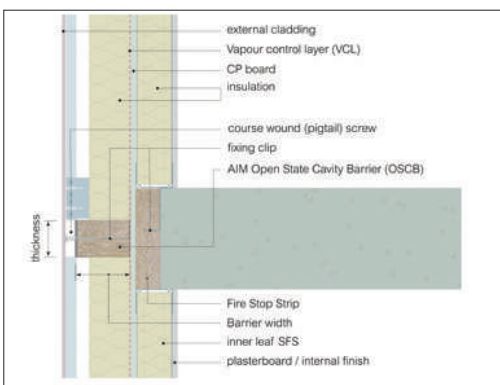 external cladding
Vapour control layer (VCL)
CP board
insulation
course wound (pigtail) screw
fixing clip
AIM Open State Cavity Barrier (OSCB)
thickness
Fire Stop Strip
Barrier width
inner leaf SFS
plasterboard / internal finish